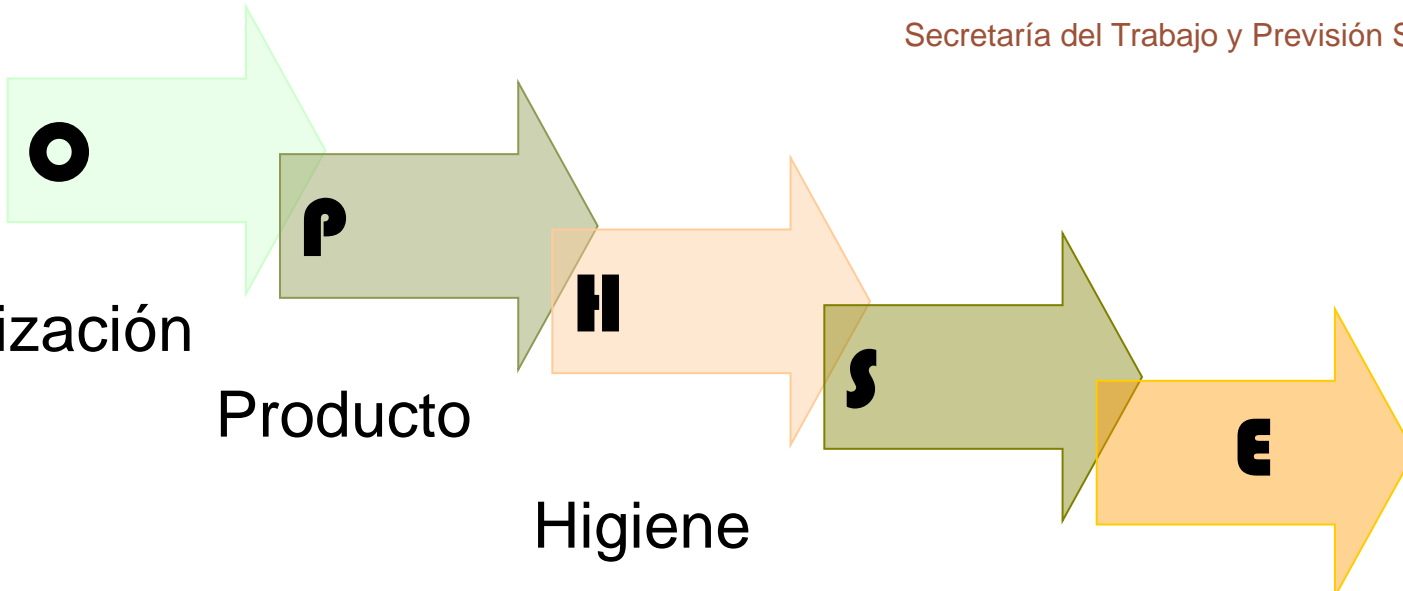 Secretaría del Trabajo y Previsión S
O
P
H
S
E
ización
Producto
Higiene